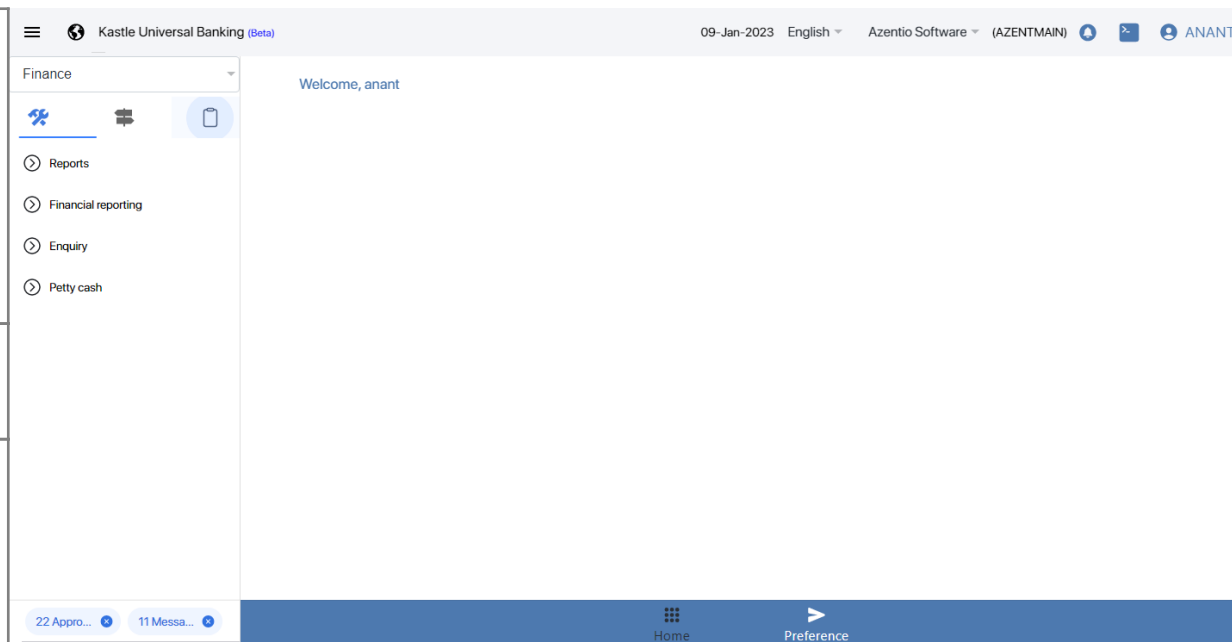 Kastle Universal Banking (Beta)
09-Jan-2023 English Azentio Software (AZENTMAIN) ANANT
Finance
Welcome, anant
Reports
Financial reporting
Enquiry
Petty cash
22 Appro... 11 Messa...
Home Preference